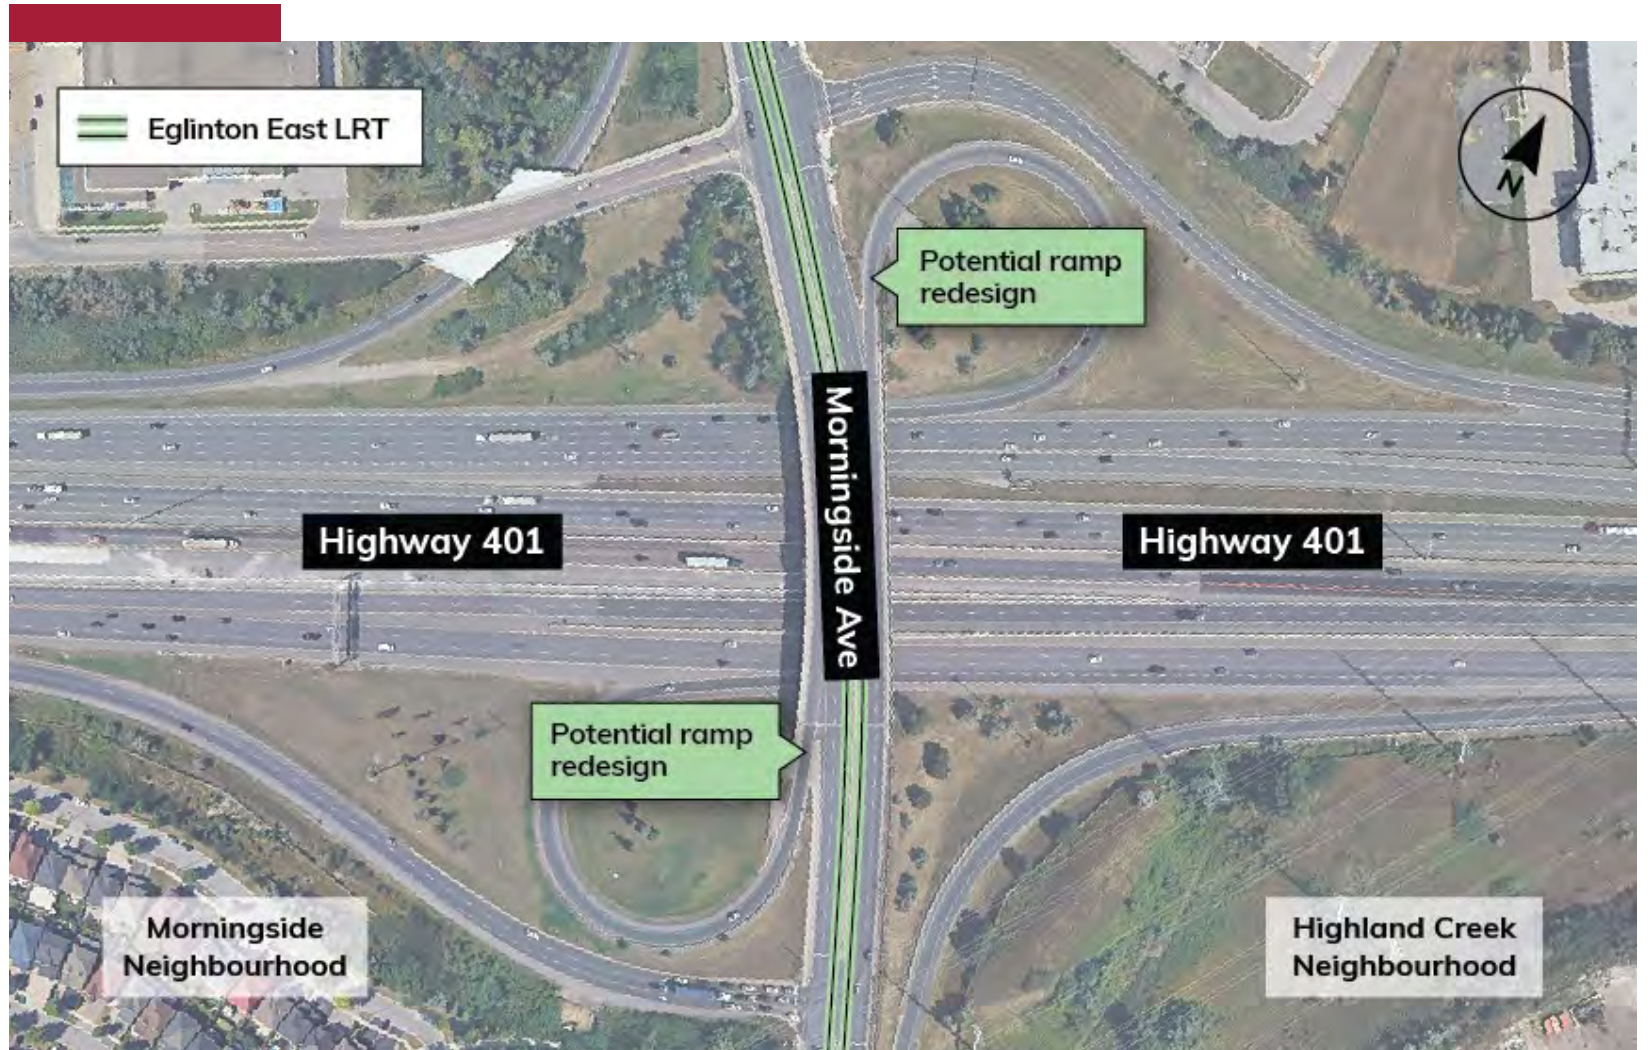 Eglinton East LRT
N
Potential ramp
redesign
Morningside Ave
Highway 401
Highway 401
Potential ramp
redesign
Morningside
Neighbourhood
Highland Creek
Neighbourhood